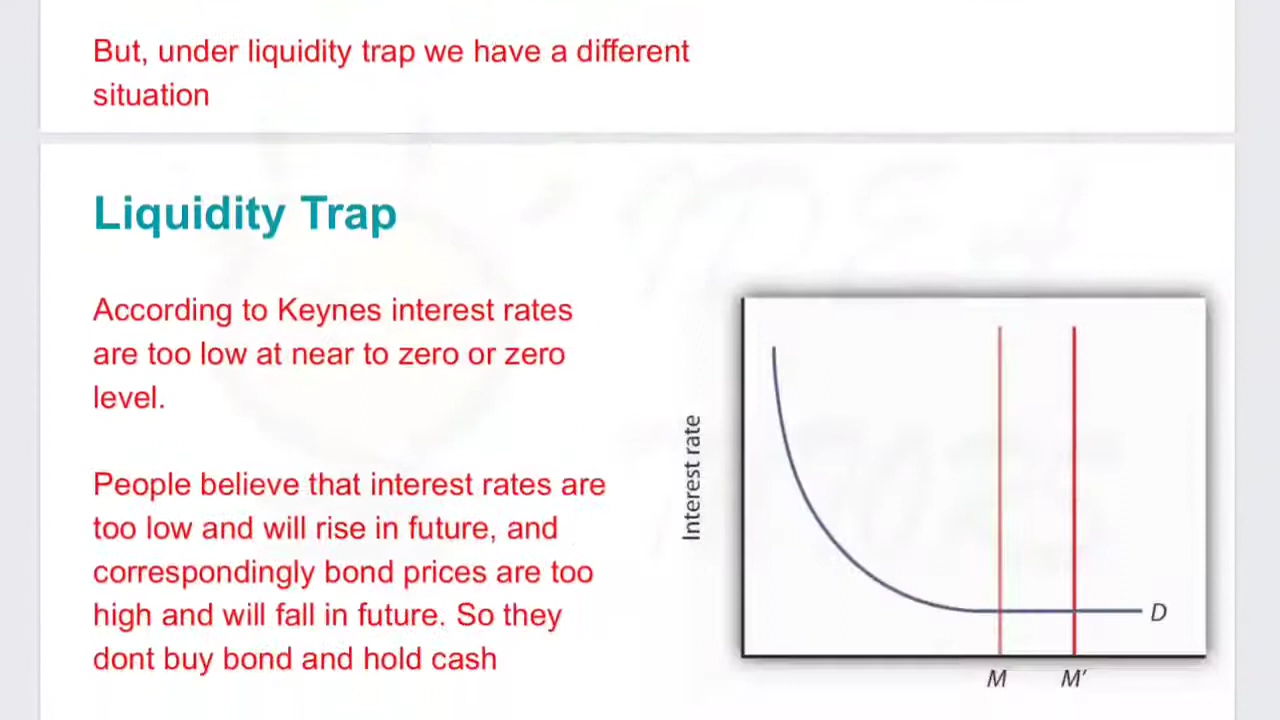 But, under liquidity trap we have a different
situation
Liquidity Trap
According to Keynes interest rates
are too low at near to zero or zero
level.
People believe that interest rates are
too low and will rise in future, and
correspondingly bond prices are too
high and will fall in future. So they
dont buy bond and hold cash
Interest rate
D
M
M′